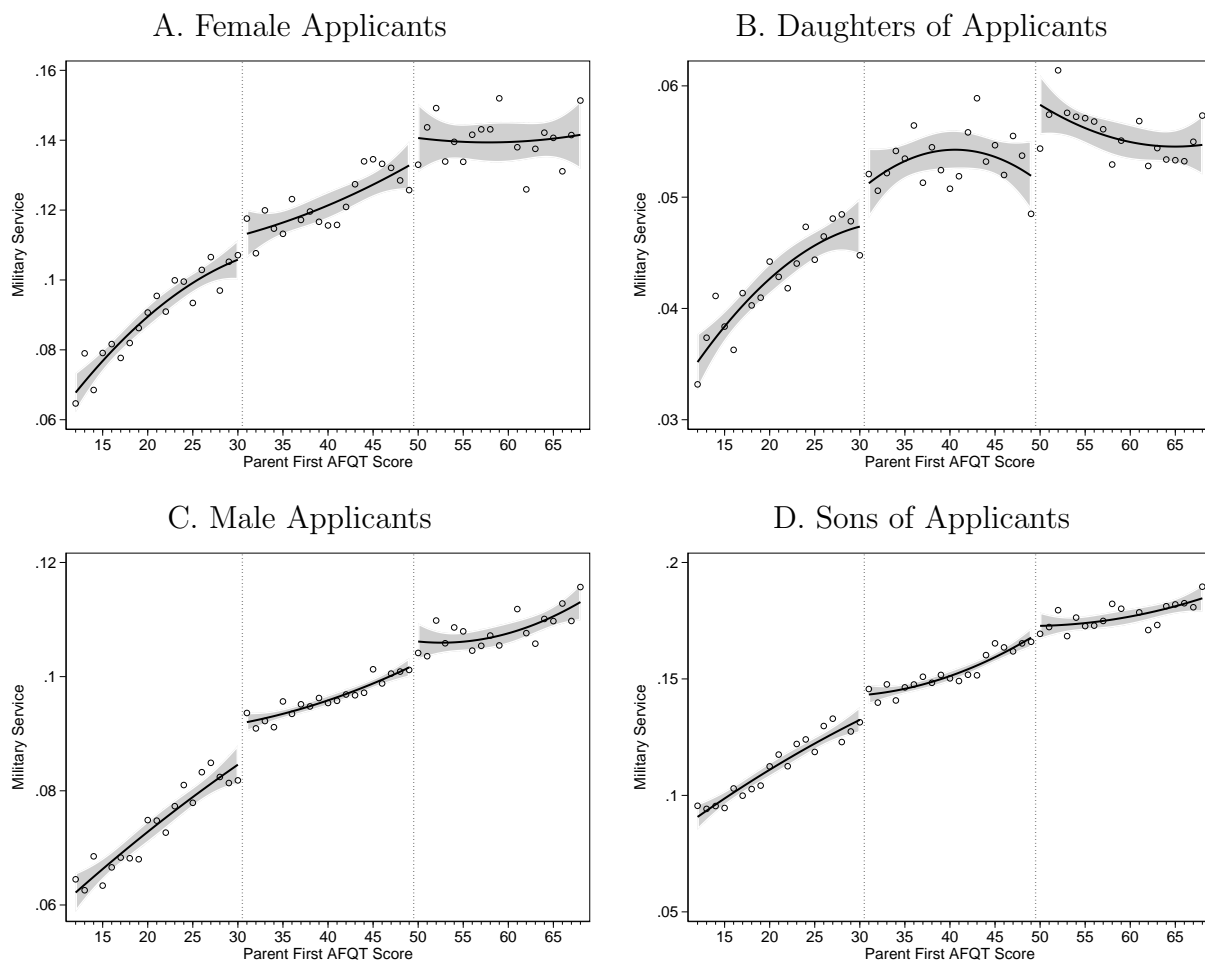 A. Female Applicants
.16
.14
.12
.1
.08
.06
Military Service
10 15 20 25 30 35 40 45 50 55 60 65
Parent First AFQT Score
B. Daughters of Applicants
.06
.05
.04
.03
Military Service
10 15 20 25 30 35 40 45 50 55 60 65
Parent First AFQT Score
C. Male Applicants
.12
.1
.08
.06
Military Service
10 15 20 25 30 35 40 45 50 55 60 65
Parent First AFQT Score
D. Sons of Applicants
.2
.15
.1
.05
Military Service
10 15 20 25 30 35 40 45 50 55 60 65
Parent First AFQT Score